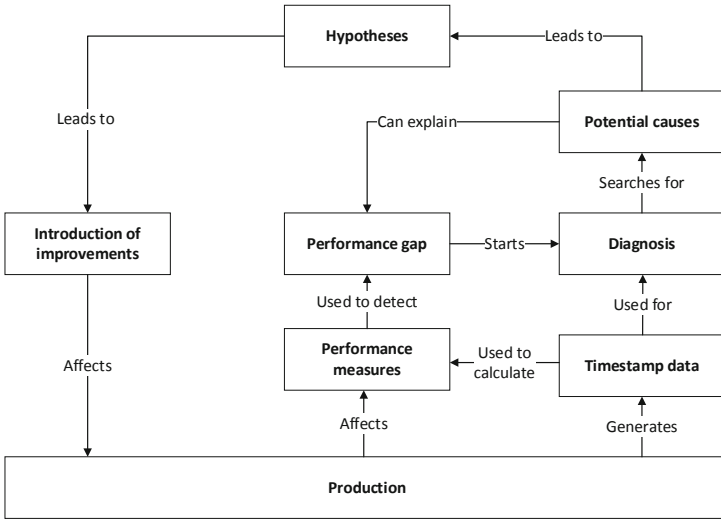 Hypotheses
Leads to
Leads to
Can explain
Potential causes
Searches for
Introduction of
improvements
Performance gap
Starts
Diagnosis
Used to detect
Used for
Affects
Performance
measures
Used to
calculate
Timestamp data
Affects
Generates
Production